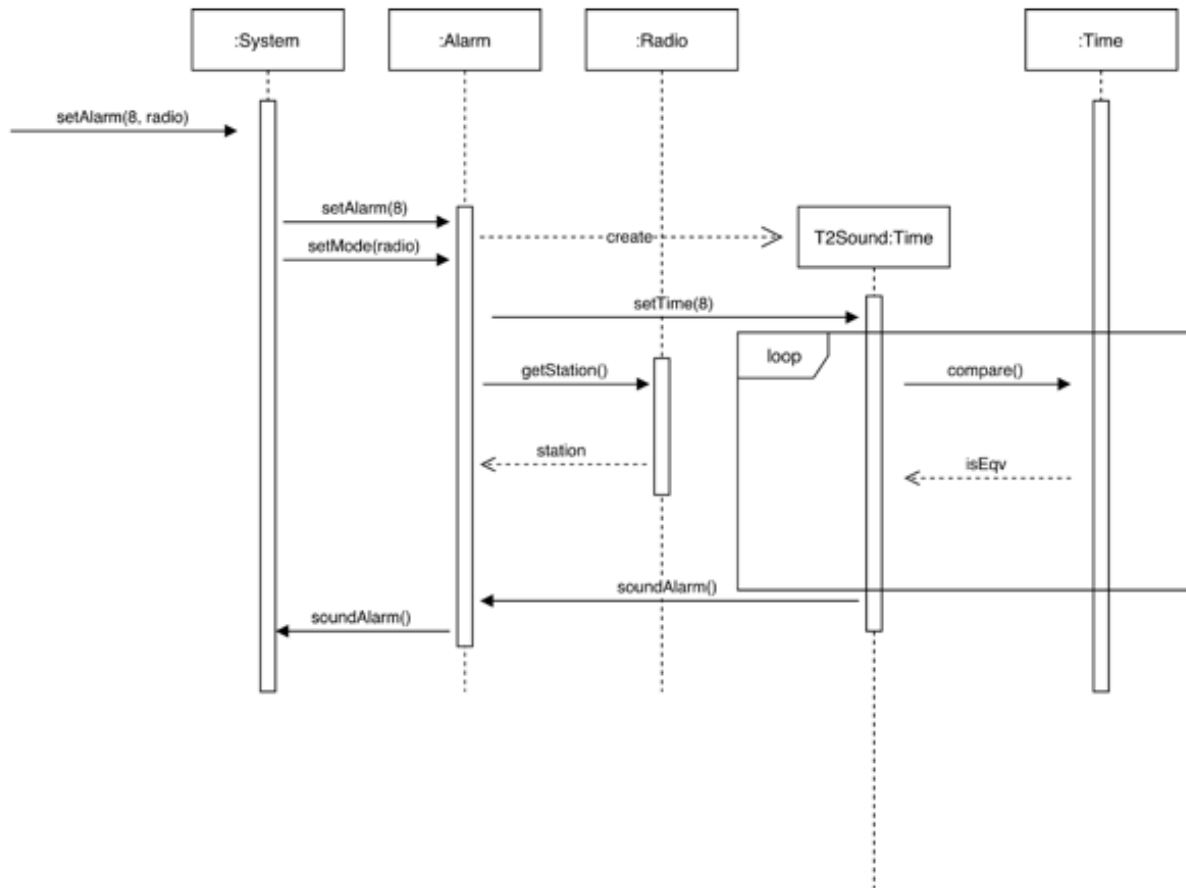 :System
:Alarm
:Radio
:Time
setAlarm(8, radio)
setAlarm(8)
create
T2Sound:Time
setMode(radio)
setTime(8)
loop
getStation()
compare()
station
isEqv
soundAlarm()
soundAlarm()